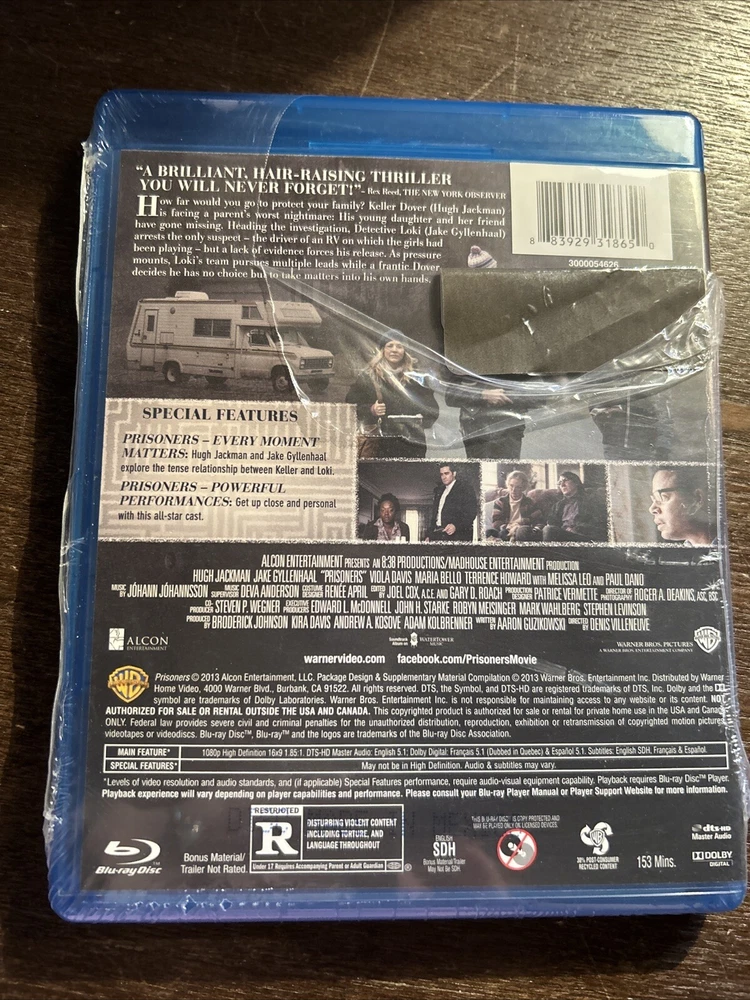 "A BRILLIANT, HAIR-RAISING THRILLER
YOU WILL NEVER FORGET!" – Rex Reed, THE NEW YORK OBSERVER
How far would you go to protect your family? Keller Dover (Hugh Jackman)
is facing a parent's worst nightmare: His young daughter and her friend
have gone missing. Heading the investigation, Detective Loki (Jake Gyllenhaal)
arrests the only suspect – the driver of an RV on which the girls had
been playing – but a lack of evidence forces his release. As pressure
mounts, Loki's team pursues multiple leads while a frantic Dover
decides he has no choice but to take matters into his own hands.
8 83929 31865 0
3000054626
SPECIAL FEATURES
PRISONERS – EVERY MOMENT
MATTERS: Hugh Jackman and Jake Gyllenhaal
explore the tense relationship between Keller and Loki.
PRISONERS – POWERFUL
PERFORMANCES: Get up close and personal
with this all-star cast.
ALCON ENTERTAINMENT PRESENTS AN 8:38 PRODUCTIONS/MADHOUSE ENTERTAINMENT PRODUCTION
HUGH JACKMAN JAKE GYLLENHAAL "PRISONERS" VIOLA DAVIS MARIA BELLO TERRENCE HOWARD WITH MELISSA LEO AND PAUL DANO
MUSIC BY JÓHANN JÓHANNSSON MUSIC SUPERVISOR DEVA ANDERSON COSTUME DESIGNER RENÉE APRIL EDITED BY JOEL COX, A.C.E. AND GARY D. ROACH PRODUCTION DESIGNER PATRICE VERMETTE DIRECTOR OF PHOTOGRAPHY ROGER A. DEAKINS, ASC, BSC
CO-PRODUCER STEVEN P. WEGNER EXECUTIVE PRODUCERS EDWARD L. McDONNELL JOHN H. STARKE ROBYN MEISINGER MARK WAHLBERG STEPHEN LEVINSON
PRODUCED BY BRODERICK JOHNSON KIRA DAVIS ANDREW A. KOSOVE ADAM KOLBRENNER WRITTEN BY AARON GUZIKOWSKI DIRECTED BY DENIS VILLENEUVE
ALCON
ENTERTAINMENT
Soundtrack Album on WATERTOWER MUSIC
WARNER BROS. PICTURES
A WARNER BROS. ENTERTAINMENT COMPANY
warnervideo.com facebook.com/PrisonersMovie
Prisoners © 2013 Alcon Entertainment, LLC. Package Design & Supplementary Material Compilation © 2013 Warner Bros. Entertainment Inc. Distributed by Warner
Home Video, 4000 Warner Blvd., Burbank, CA 91522. All rights reserved. DTS, the Symbol, and DTS-HD are registered trademarks of DTS, Inc. Dolby and the
symbol are trademarks of Dolby Laboratories. Warner Bros. Entertainment Inc. is not responsible for maintaining access to any website or its content. NOT
AUTHORIZED FOR SALE OR RENTAL OUTSIDE THE USA AND CANADA. This copyrighted product is authorized for sale or rental for private home use in the USA and Canada
ONLY. Federal law provides severe civil and criminal penalties for the unauthorized distribution, reproduction, exhibition or retransmission of copyrighted motion pictures,
videotapes or videodiscs. Blu-ray Disc™, Blu-ray™ and the logos are trademarks of the Blu-ray Disc Association.
MAIN FEATURE* 1080p High Definition 16x9 1.85:1. DTS-HD Master Audio: English 5.1; Dolby Digital: Français 5.1 (Dubbed in Quebec) & Español 5.1. Subtitles: English SDH, Français & Español.
SPECIAL FEATURES* May not be in High Definition. Audio & subtitles may vary.
*Levels of video resolution and audio standards, and (if applicable) Special Features performance, require audio-visual equipment capability. Playback requires Blu-ray Disc™ Player.
Playback experience will vary depending on player capabilities and performance. Please consult your Blu-ray Player Manual or Player Support Website for more information.
Blu-ray Disc
Bonus Material/
Trailer Not Rated.
RESTRICTED
R
DISTURBING VIOLENT CONTENT
INCLUDING TORTURE, AND
LANGUAGE THROUGHOUT
Under 17 Requires Accompanying Parent or Adult Guardian
ENGLISH
SDH
Bonus Material/Trailer
May Not Be SDH.
THIS BLU-RAY DISC IS COPY PROTECTED AND
MAY BE PLAYED ONLY ON LICENSED DEVICES.
30% POST-CONSUMER
RECYCLED CONTENT
153 Mins.
dts-HD
Master Audio
DOLBY
DIGITAL